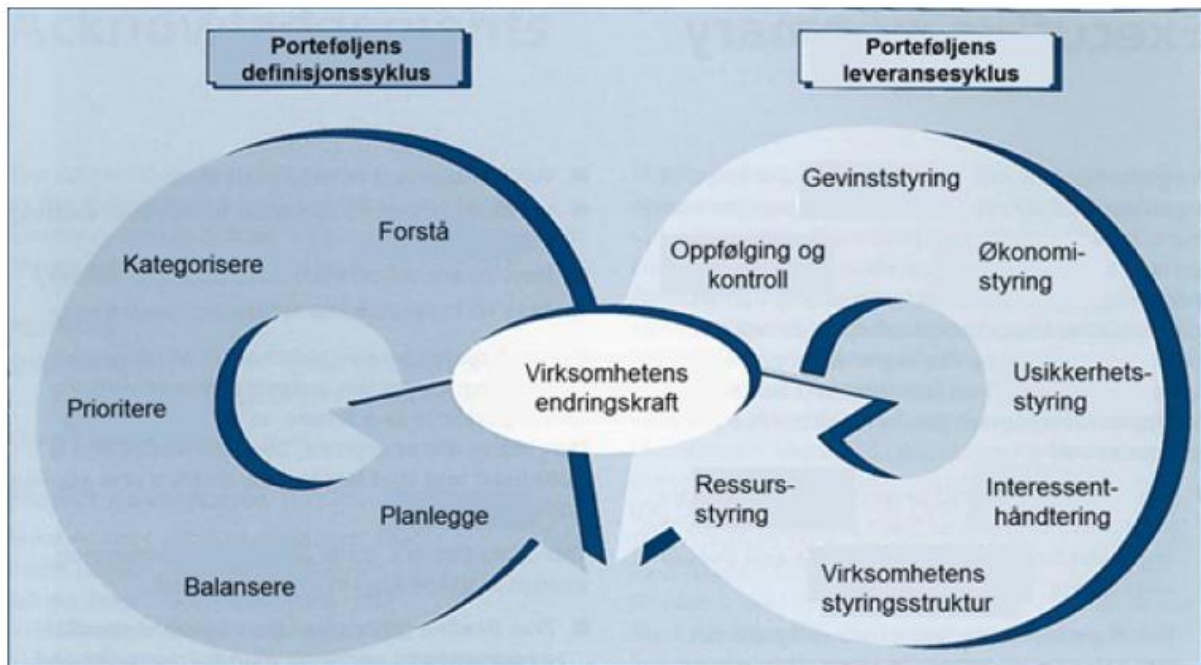 Porteføljens
definisjonssyklus
Porteføljens
leveransesyklus
Forstå
Kategorisere
Prioritere
Balansere
Planlegge
Virksomhetens
endringskraft
Gevinststyring
Oppfølging og
kontroll
Økonomi-
styring
Usikkerhets-
styring
Interessent-
håndtering
Ressurs-
styring
Virksomhetens
styringsstruktur